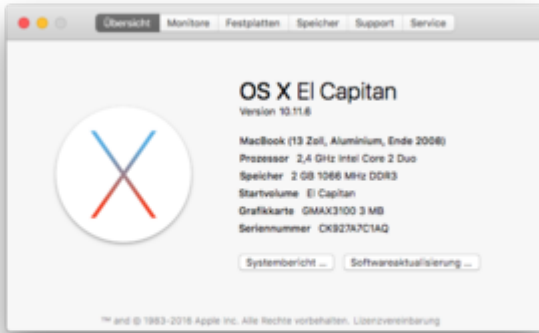 Übersicht Monitore Festplatten Speicher Support Service
OS X El Capitan
Version 10.11.6
MacBook (13 Zoll, Aluminium, Ende 2008)
Prozessor 2,4 GHz Intel Core 2 Duo
Speicher 2 GB 1066 MHz DDR3
Startvolume El Capitan
Grafikkarte GMAX3100 3 MB
Seriennummer CK927A7C1AQ
Systembericht ... Softwareaktualisierung ...
™ and © 1983-2016 Apple Inc. Alle Rechte vorbehalten. Lizenzvereinbarung